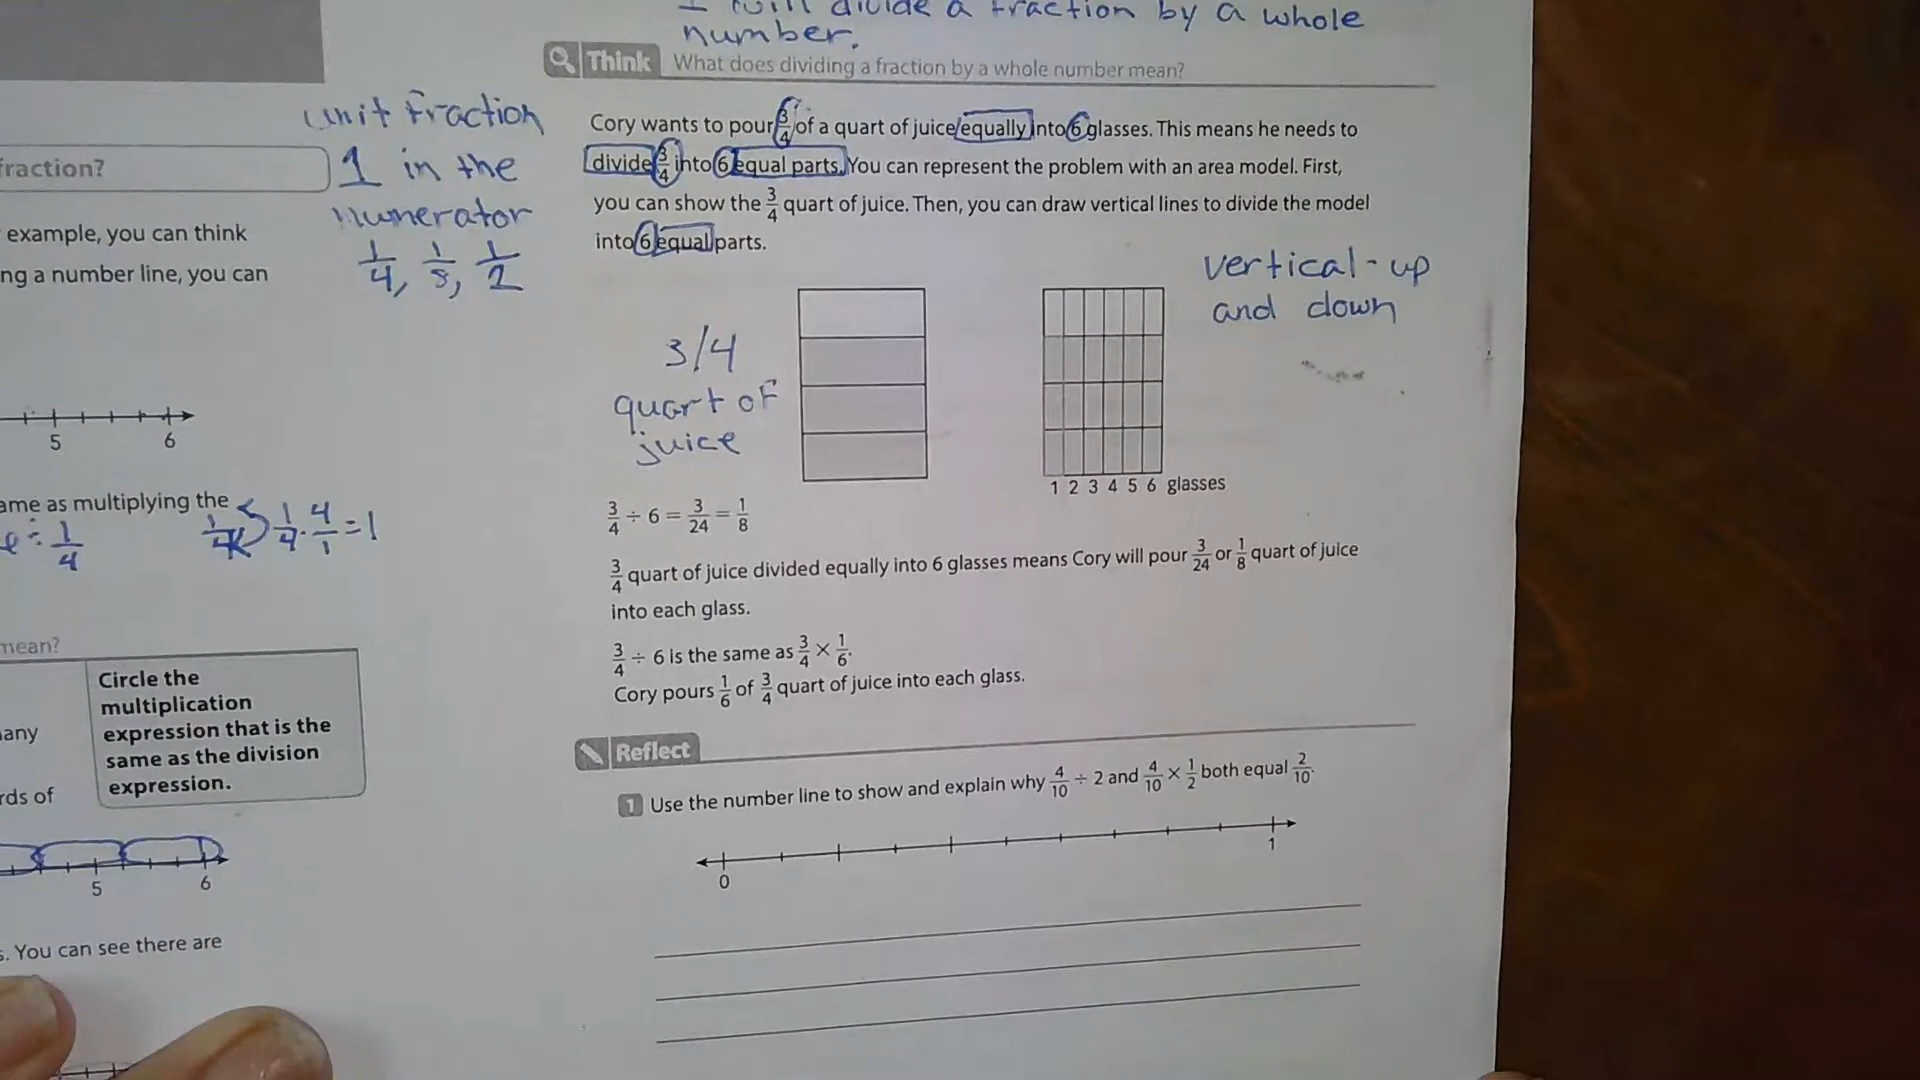 I will divide a fraction by a whole
number.
Think What does dividing a fraction by a whole number mean?
Cory wants to pour 3/4 of a quart of juice equally into 6 glasses. This means he needs to
divide 3/4 into 6 equal parts. You can represent the problem with an area model. First,
you can show the 3/4 quart of juice. Then, you can draw vertical lines to divide the model
into 6 equal parts.
vertical - up
and down
3/4
quart of
juice
1 2 3 4 5 6 glasses
3/4 ÷ 6 = 3/24 = 1/8
3/4 quart of juice divided equally into 6 glasses means Cory will pour 3/24 or 1/8 quart of juice
into each glass.
3/4 ÷ 6 is the same as 3/4 × 1/6.
Cory pours 1/6 of 3/4 quart of juice into each glass.
Reflect
1 Use the number line to show and explain why 4/10 ÷ 2 and 4/10 × 1/2 both equal 2/10.
0 1
unit fraction
1 in the
numerator
1/4, 1/8, 1/2
fraction?
example, you can think
ng a number line, you can
5 6
ame as multiplying the
÷ 1/4
1/4 · 4/1 = 1
mean?
Circle the
multiplication
expression that is the
same as the division
expression.
any
rds of
5 6
s. You can see there are